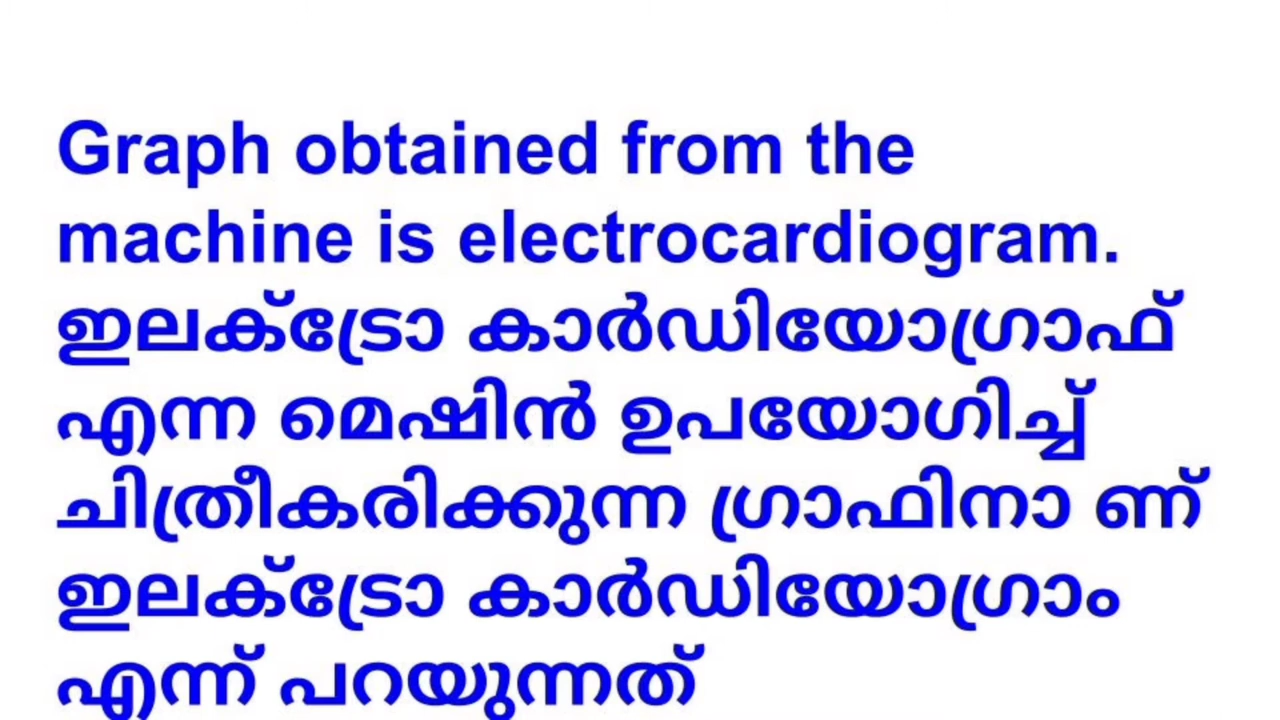 Graph obtained from the
machine is electrocardiogram.
ഇലക്ട്രോ കാർഡിയോഗ്രാഫ്
എന്ന മെഷിൻ ഉപയോഗിച്ച്
ചിത്രീകരിക്കുന്ന ഗ്രാഫിനാ ണ്
ഇലക്ട്രോ കാർഡിയോഗ്രാം
എന്ന് പറയുന്നത്